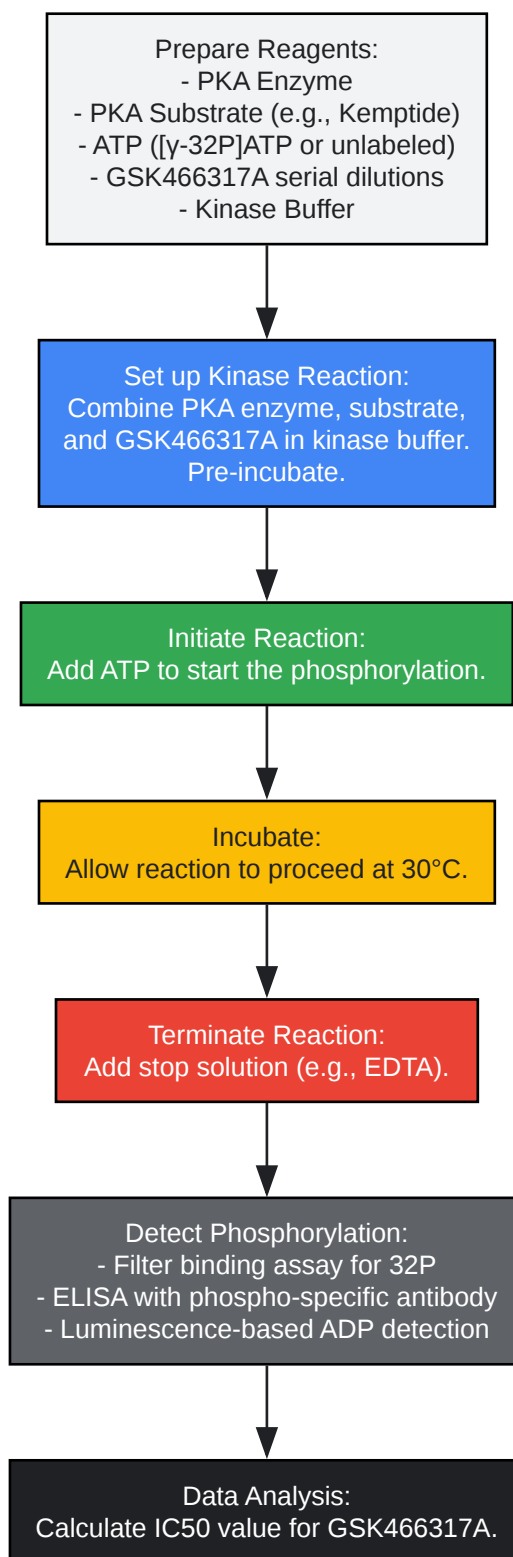 Prepare Reagents:
- PKA Enzyme
- PKA Substrate (e.g., Kemptide)
- ATP ([γ-32P]ATP or unlabeled)
- GSK466317A serial dilutions
- Kinase Buffer
Set up Kinase Reaction:
Combine PKA enzyme, substrate,
and GSK466317A in kinase buffer.
Pre-incubate.
Initiate Reaction:
Add ATP to start the phosphorylation.
Incubate:
Allow reaction to proceed at 30°C.
Terminate Reaction:
Add stop solution (e.g., EDTA).
Detect Phosphorylation:
- Filter binding assay for 32P
- ELISA with phospho-specific antibody
- Luminescence-based ADP detection
Data Analysis:
Calculate IC50 value for GSK466317A.